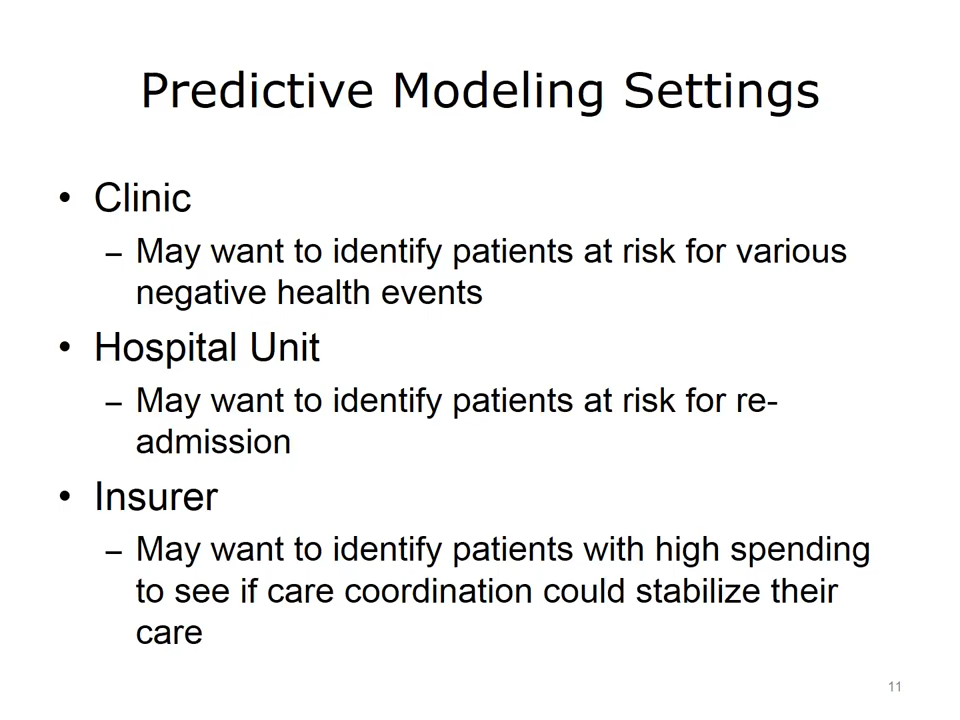 Predictive Modeling Settings
• Clinic
– May want to identify patients at risk for various
negative health events
• Hospital Unit
– May want to identify patients at risk for re-
admission
• Insurer
– May want to identify patients with high spending
to see if care coordination could stabilize their
care
11